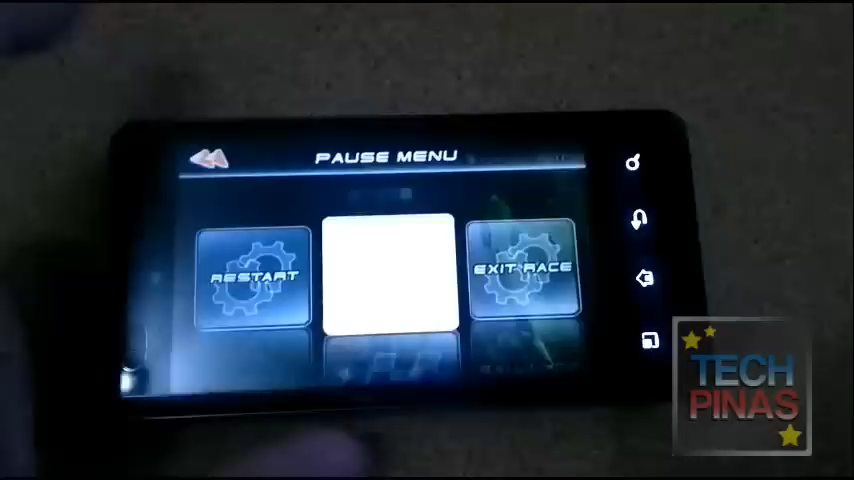 PAUSE MENU
RESTART
EXIT RACE
TECH
PINAS